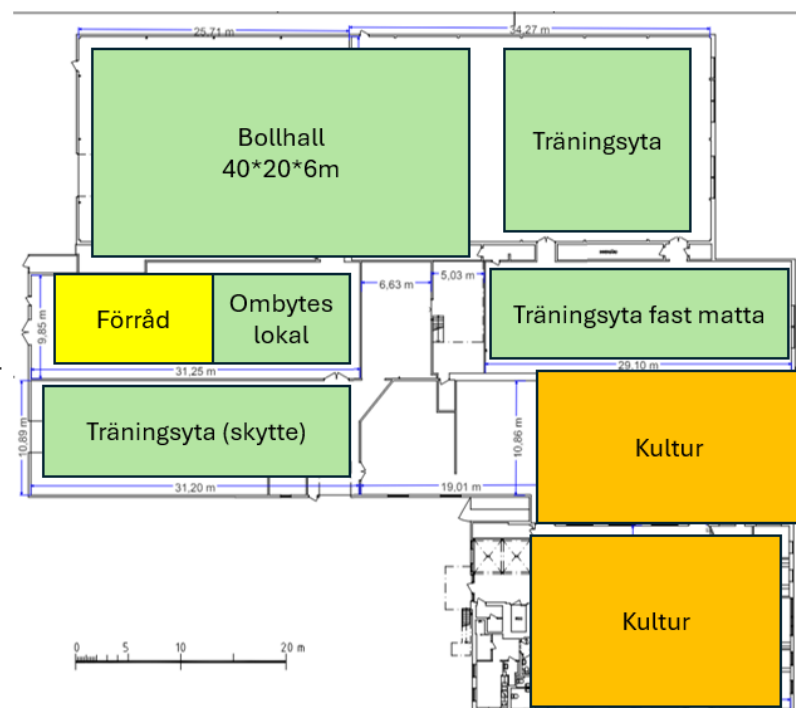 25,71 m
34,27 m
Bollhall
40*20*6m
Träningsyta
6,63 m
5,03 m
9,85 m
Förråd
Ombytes
lokal
Träningsyta fast matta
31,25 m
29,10 m
10,89 m
Träningsyta (skytte)
10,86 m
Kultur
31,20 m
19,01 m
Kultur
0 5 10 20 m